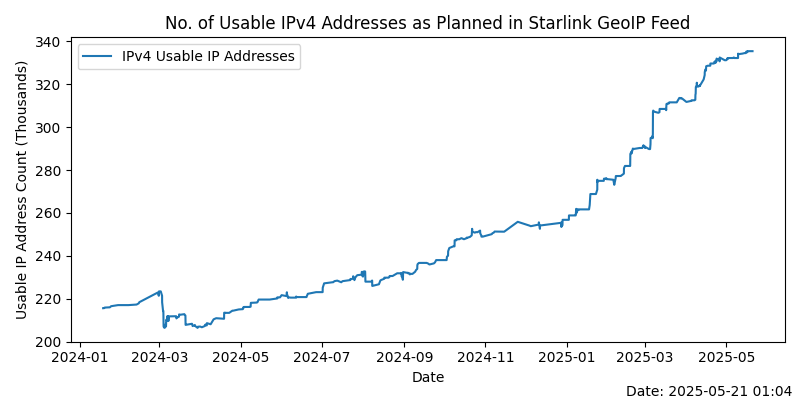 No. of Usable IPv4 Addresses as Planned in Starlink GeoIP Feed
IPv4 Usable IP Addresses
Usable IP Address Count (Thousands)
340
320
300
280
260
240
220
200
2024-01 2024-03 2024-05 2024-07 2024-09 2024-11 2025-01 2025-03 2025-05
Date
Date: 2025-05-21 01:04